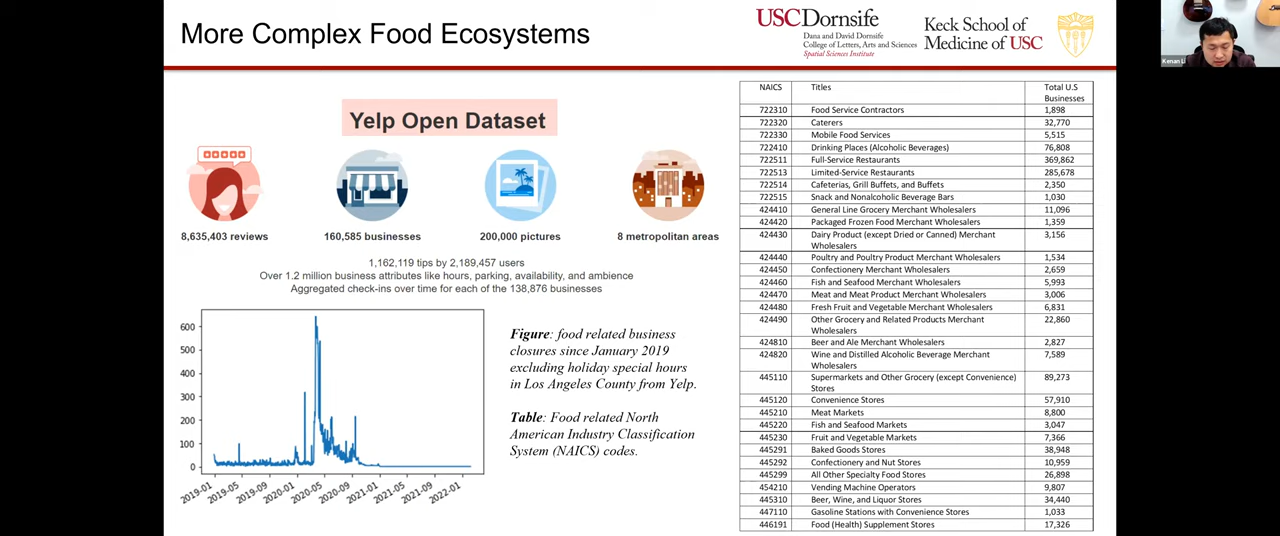 More Complex Food Ecosystems
USC Dornsife
Dana and David Dornsife
College of Letters, Arts and Sciences
Spatial Sciences Institute
Keck School of
Medicine of USC
Kenan Li
Yelp Open Dataset
8,635,403 reviews
160,585 businesses
200,000 pictures
8 metropolitan areas
1,162,119 tips by 2,189,457 users
Over 1.2 million business attributes like hours, parking, availability, and ambience
Aggregated check-ins over time for each of the 138,876 businesses
600
500
400
300
200
100
0
2019-01
2019-05
2019-09
2020-01
2020-05
2020-09
2021-01
2021-05
2021-09
2022-01
Figure: food related business
closures since January 2019
excluding holiday special hours
in Los Angeles County from Yelp.
Table: Food related North
American Industry Classification
System (NAICS) codes.
NAICS Titles Total U.S
Businesses
722310 Food Service Contractors 1,898
722320 Caterers 32,770
722330 Mobile Food Services 5,515
722410 Drinking Places (Alcoholic Beverages) 76,808
722511 Full-Service Restaurants 369,862
722513 Limited-Service Restaurants 285,678
722514 Cafeterias, Grill Buffets, and Buffets 2,350
722515 Snack and Nonalcoholic Beverage Bars 1,030
424410 General Line Grocery Merchant Wholesalers 11,096
424420 Packaged Frozen Food Merchant Wholesalers 1,359
424430 Dairy Product (except Dried or Canned) Merchant 3,156
Wholesalers
424440 Poultry and Poultry Product Merchant Wholesalers 1,534
424450 Confectionery Merchant Wholesalers 2,659
424460 Fish and Seafood Merchant Wholesalers 5,993
424470 Meat and Meat Product Merchant Wholesalers 3,006
424480 Fresh Fruit and Vegetable Merchant Wholesalers 6,831
424490 Other Grocery and Related Products Merchant 22,860
Wholesalers
424810 Beer and Ale Merchant Wholesalers 2,827
424820 Wine and Distilled Alcoholic Beverage Merchant 7,589
Wholesalers
445110 Supermarkets and Other Grocery (except Convenience) 89,273
Stores
445120 Convenience Stores 57,910
445210 Meat Markets 8,800
445220 Fish and Seafood Markets 3,047
445230 Fruit and Vegetable Markets 7,366
445291 Baked Goods Stores 38,948
445292 Confectionery and Nut Stores 10,959
445299 All Other Specialty Food Stores 26,898
454210 Vending Machine Operators 9,807
445310 Beer, Wine, and Liquor Stores 34,440
447110 Gasoline Stations with Convenience Stores 1,033
446191 Food (Health) Supplement Stores 17,326